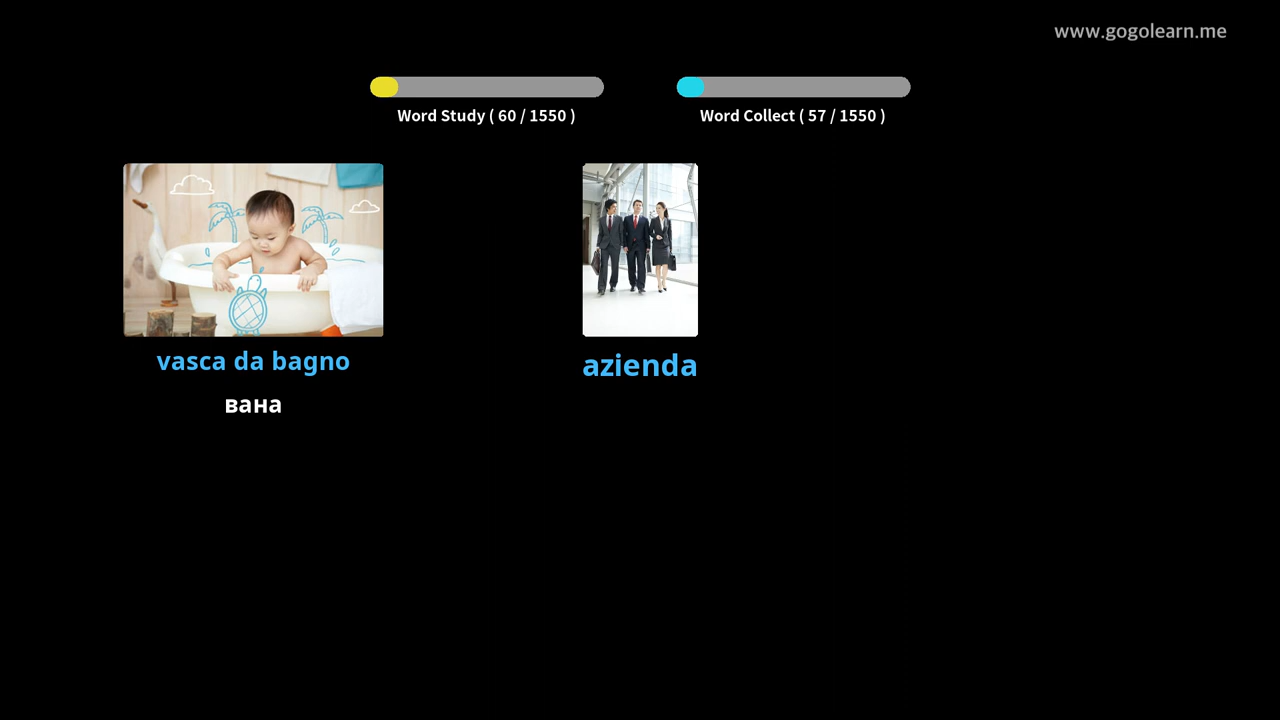 www.gogolearn.me
Word Study ( 60 / 1550 )
Word Collect ( 57 / 1550 )
vasca da bagno
вана
azienda